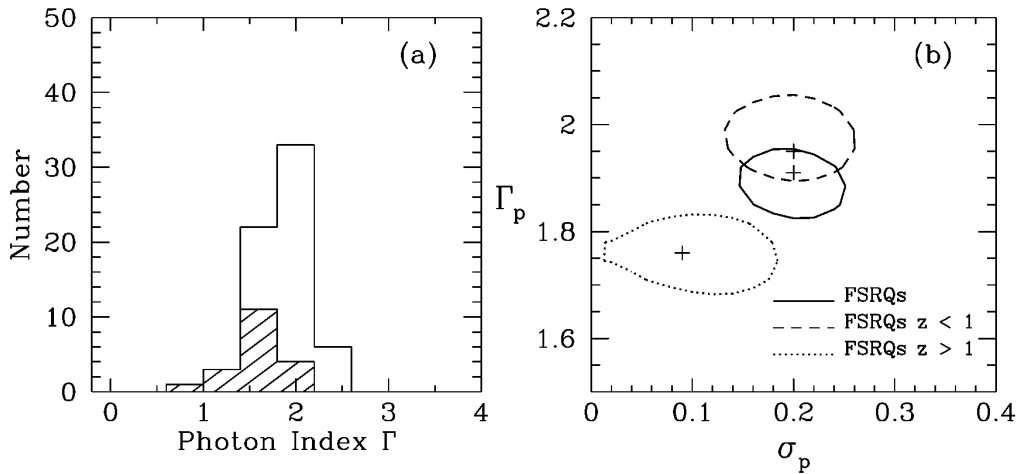 50
40
30
20
10
0
Number
(a)
0
1
2
3
4
Photon Index Γ
2.2
2
1.8
1.6
Γp
(b)
FSRQs
FSRQs z < 1
FSRQs z > 1
0
0.1
0.2
0.3
0.4
σp